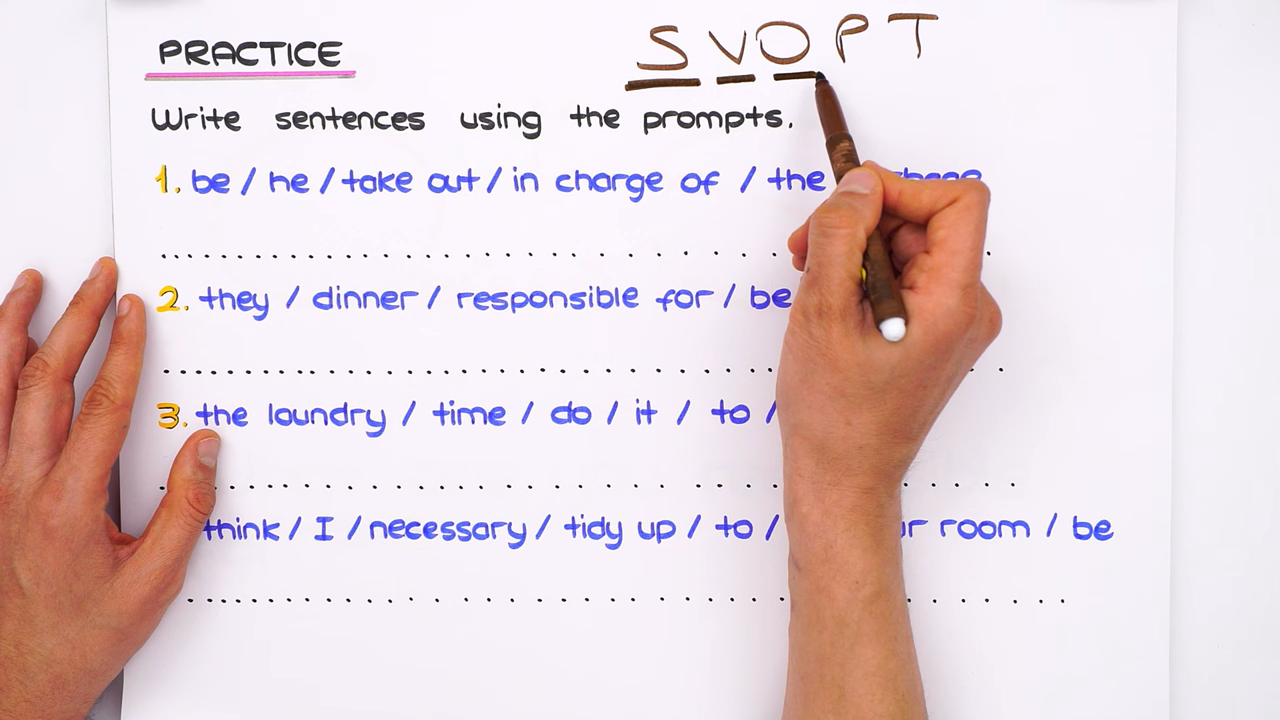 SVOPT
PRACTICE
Write sentences using the prompts.
1. be / he / take out / in charge of / the
2. they / dinner / responsible for / be
3. the laundry / time / do / it / to /
think / I / necessary / tidy up / to / room / be